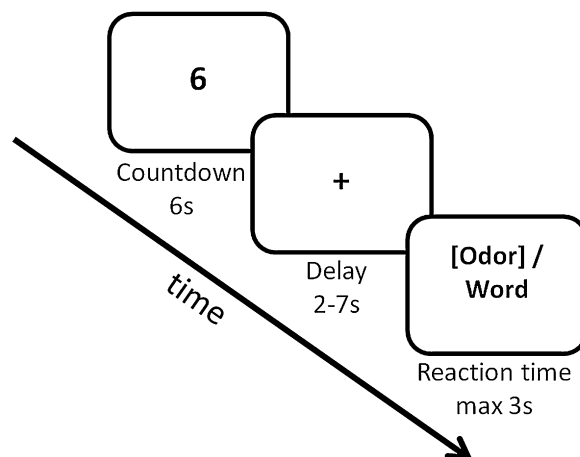 6
Countdown
6s
+
Delay
2-7s
[Odor] /
Word
Reaction time
max 3s
time